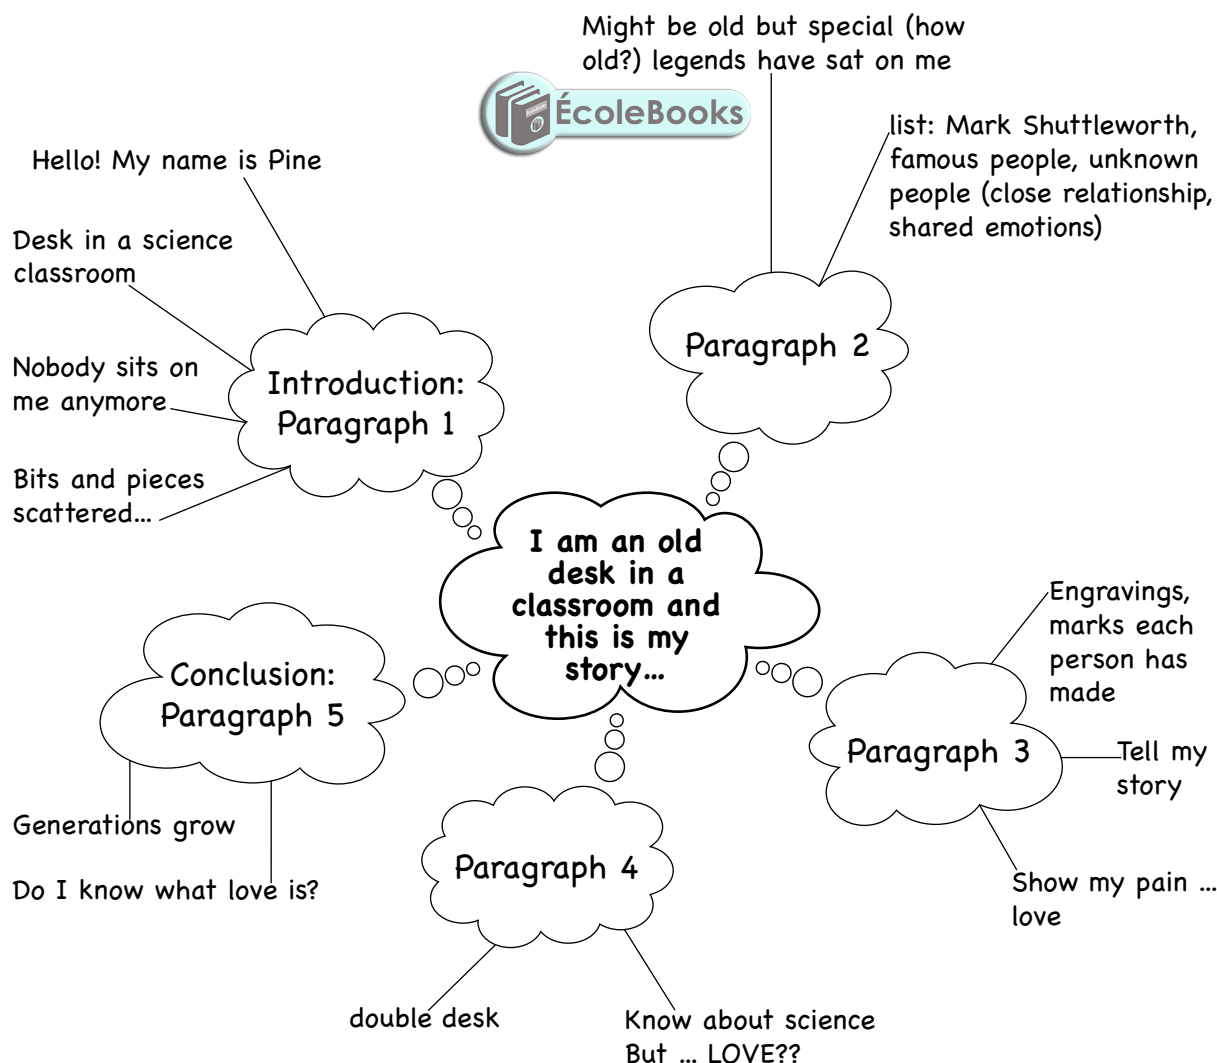 Might be old but special (how
old?) legends have sat on me
ÉcoleBooks
list: Mark Shuttleworth,
famous people, unknown
people (close relationship,
shared emotions)
Hello! My name is Pine
Desk in a science
classroom
Nobody sits on
me anymore
Bits and pieces
scattered...
Introduction:
Paragraph 1
Paragraph 2
I am an old
desk in a
classroom and
this is my
story...
Engravings,
marks each
person has
made
Paragraph 3
Tell my
story
Show my pain ...
love
Conclusion:
Paragraph 5
Generations grow
Do I know what love is?
Paragraph 4
double desk
Know about science
But ... LOVE??